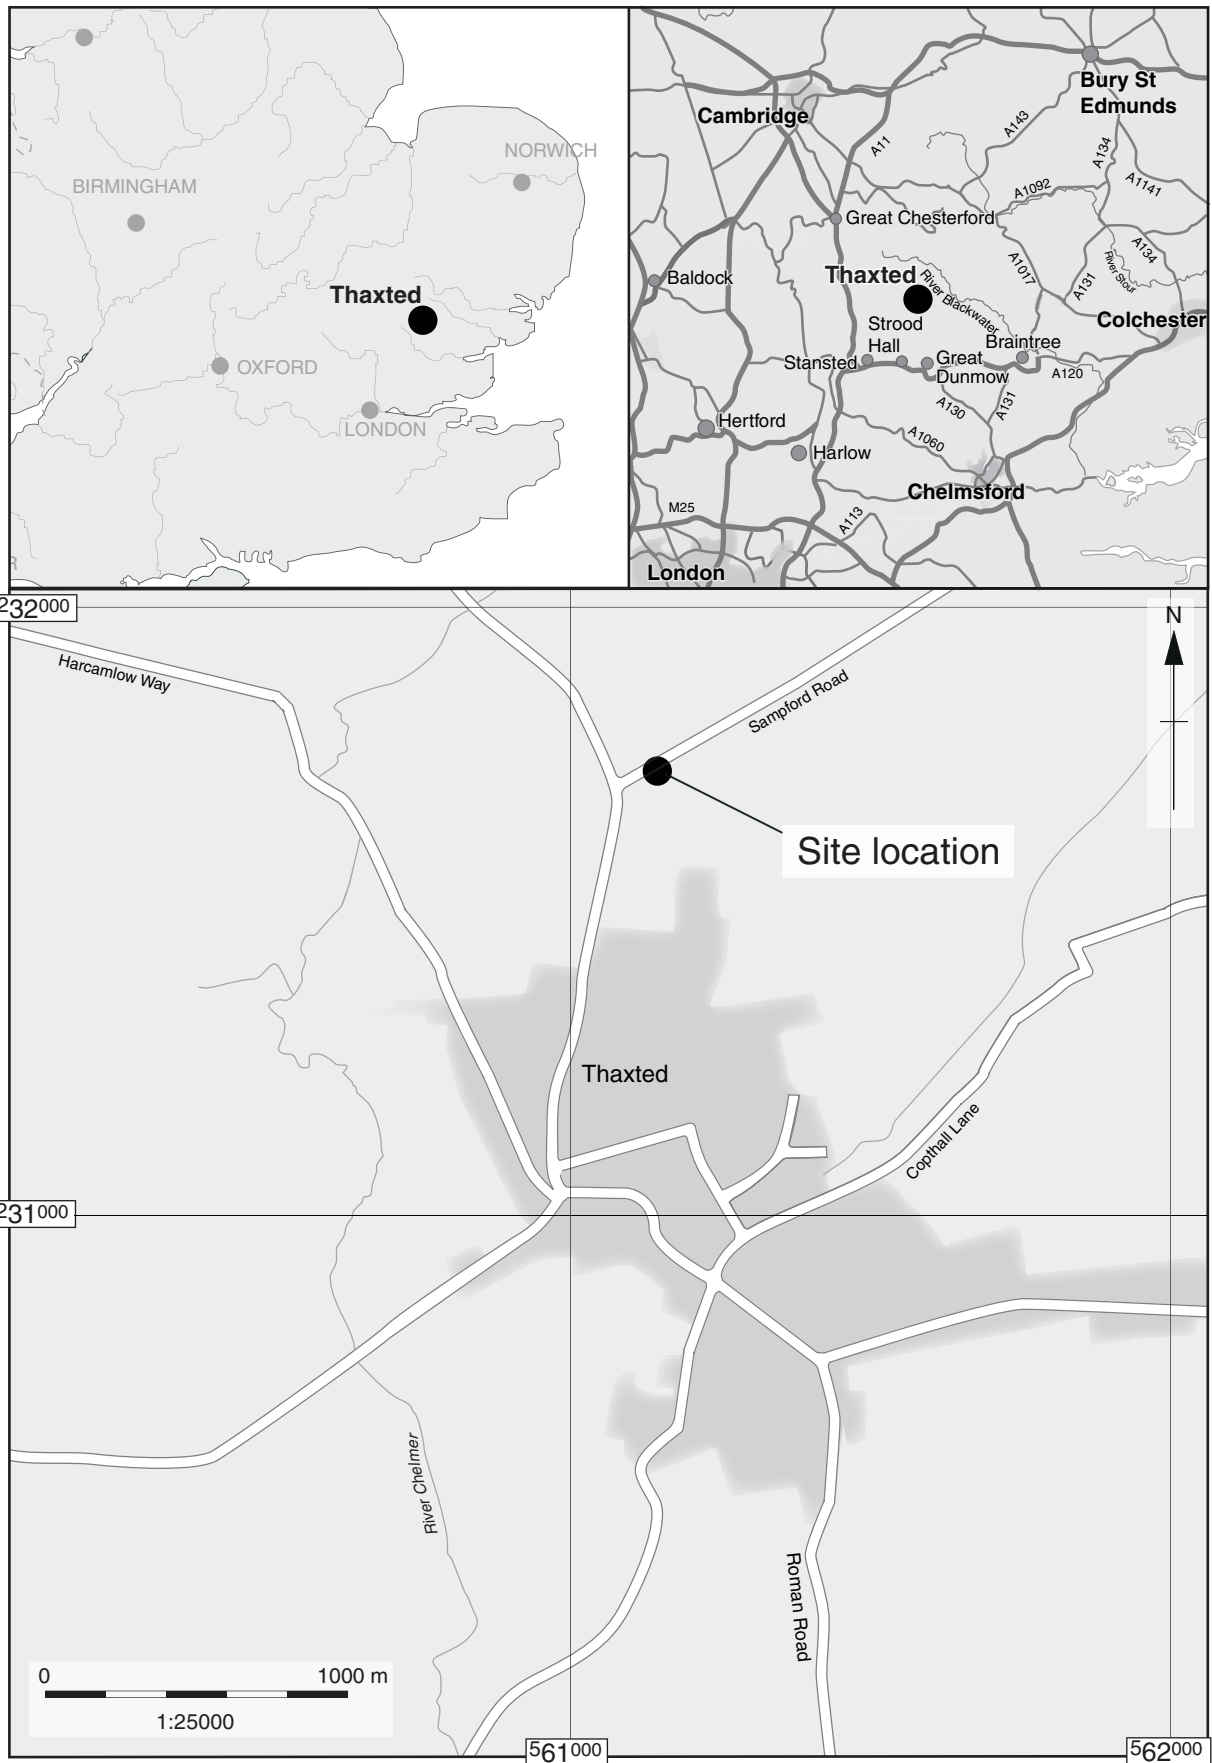 NORWICH
BIRMINGHAM
Thaxted
OXFORD
LONDON
R
Bury St
Edmunds
Cambridge
A143
A11
A134
A1092
A1141
Great Chesterford
A134
Thaxted
A1017
River Stour
Baldock
River Blackwater
A131
Strood
Hall
Colchester
Braintree
Stansted
Great
Dunmow
A120
A130
A131
Hertford
A1060
Harlow
Chelmsford
M25
A113
London
232000
N
Harcamlow Way
Sampford Road
Site location
Thaxted
Copthall Lane
231000
River Chelmer
Roman Road
0 1000 m
1:25000
561000
562000